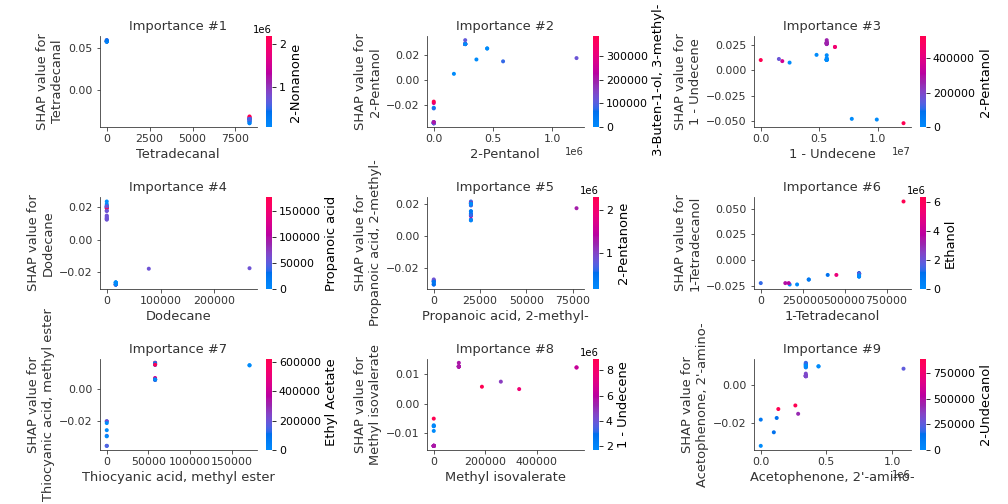 Importance #1
0.05
0.00
SHAP value for
Tetradecanal
0 2500 5000 7500
Tetradecanal
1e6
2
1
2-Nonanone
Importance #2
0.02
0.00
−0.02
SHAP value for
2-Pentanol
0.0 0.5 1.0
1e6
2-Pentanol
300000
200000
100000
0
3-Buten-1-ol, 3-methyl-
Importance #3
0.025
0.000
−0.025
−0.050
SHAP value for
1 - Undecene
0.0 0.5 1.0
1e7
1 - Undecene
400000
200000
0
2-Pentanol
Importance #4
0.02
0.00
−0.02
SHAP value for
Dodecane
0 100000 200000
Dodecane
150000
100000
50000
0
Propanoic acid
Importance #5
0.02
0.00
−0.02
SHAP value for
Propanoic acid, 2-methyl-
0 25000 50000 75000
Propanoic acid, 2-methyl-
1e6
2
1
2-Pentanone
Importance #6
0.050
0.025
0.000
−0.025
SHAP value for
1-Tetradecanol
0 250000 500000 750000
1-Tetradecanol
1e6
6
4
2
0
Ethanol
Importance #7
0.00
−0.02
SHAP value for
Thiocyanic acid, methyl ester
0 50000 100000 150000
Thiocyanic acid, methyl ester
600000
400000
200000
0
Ethyl Acetate
Importance #8
0.01
0.00
−0.01
SHAP value for
Methyl isovalerate
0 200000 400000
Methyl isovalerate
1e6
8
6
4
2
1 - Undecene
Importance #9
0.00
−0.02
SHAP value for
Acetophenone, 2'-amino-
0.0 0.5 1.0
1e6
Acetophenone, 2'-amino-
750000
500000
250000
0
2-Undecanol